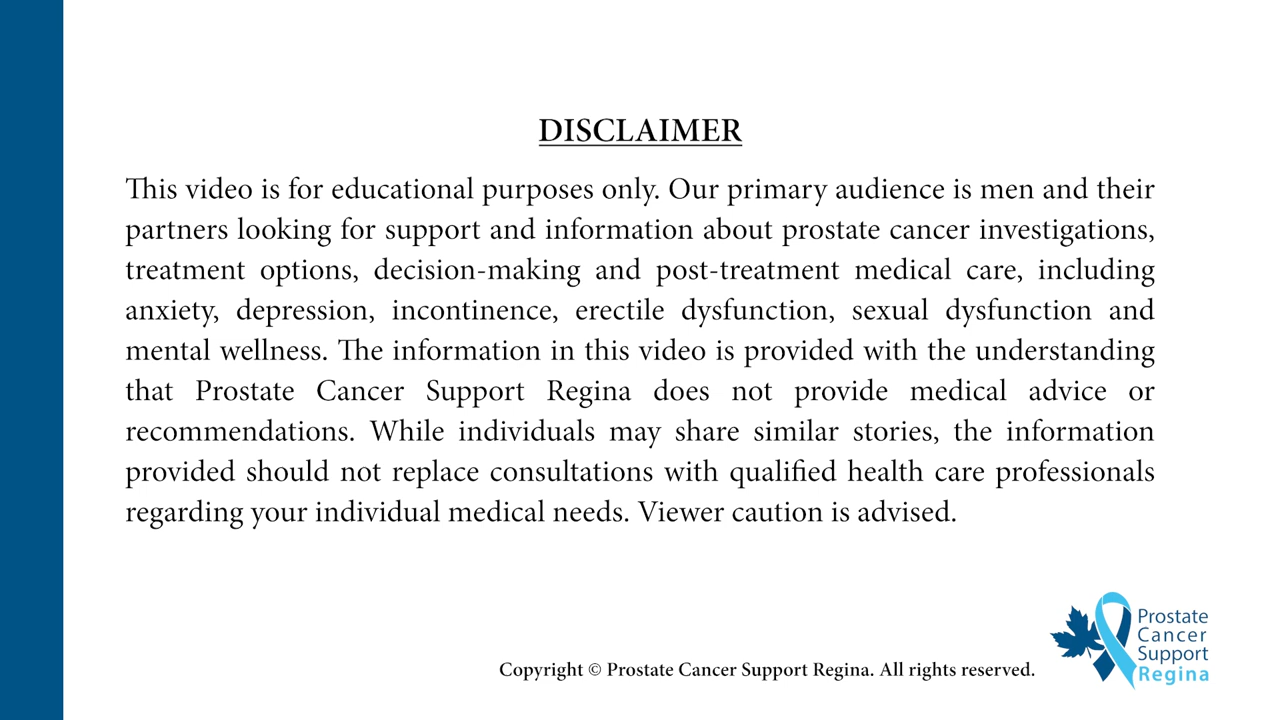 DISCLAIMER
This video is for educational purposes only. Our primary audience is men and their
partners looking for support and information about prostate cancer investigations,
treatment options, decision-making and post-treatment medical care, including
anxiety, depression, incontinence, erectile dysfunction, sexual dysfunction and
mental wellness. The information in this video is provided with the understanding
that Prostate Cancer Support Regina does not provide medical advice or
recommendations. While individuals may share similar stories, the information
provided should not replace consultations with qualified health care professionals
regarding your individual medical needs. Viewer caution is advised.
Copyright © Prostate Cancer Support Regina. All rights reserved.
Prostate
Cancer
Support
Regina